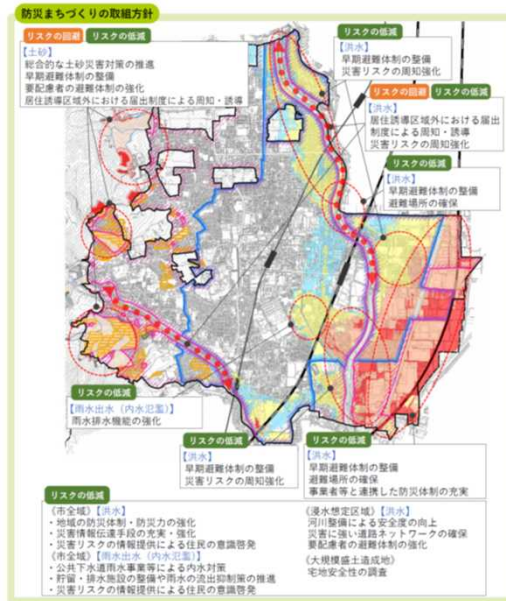 防災まちづくりの取組方針
リスクの回避 リスクの低減
【土砂】
総合的な土砂災害対策の推進
早期避難体制の整備
要配慮者の避難体制の強化
居住誘導区域外における届出制度による周知・誘導
リスクの低減
【洪水】
早期避難体制の整備
災害リスクの周知強化
リスクの回避 リスクの低減
【洪水】
居住誘導区域外における届出
制度による周知・誘導
災害リスクの周知強化
リスクの低減
【洪水】
早期避難体制の整備
避難場所の確保
リスクの低減
【雨水出水（内水氾濫）】
雨水排水機能の強化
リスクの低減
【洪水】
早期避難体制の整備
災害リスクの周知強化
リスクの低減
【洪水】
早期避難体制の整備
避難場所の確保
事業者等と連携した防災体制の充実
リスクの低減
《市全域》【洪水】
・地域の防災体制・防災力の強化
・災害情報伝達手段の充実・強化
・災害リスクの情報提供による住民の意識啓発
《市全域》【雨水出水（内水氾濫）】
・公共下水道雨水事業等による内水対策
・貯留・排水施設の整備や雨水の流出抑制策の推進
・災害リスクの情報提供による住民の意識啓発
《浸水想定区域》【洪水】
河川整備による安全度の向上
災害に強い道路ネットワークの確保
要配慮者の避難体制の強化
《大規模盛土造成地》
宅地安全性の調査